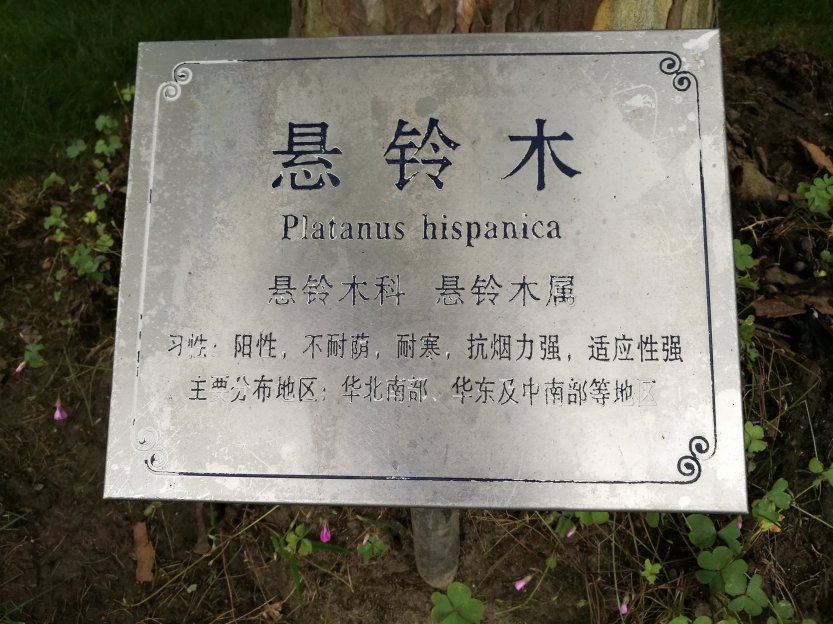 悬铃木
Platanus hispanica
悬铃木科 悬铃木属
习性：阳性，不耐荫，耐寒，抗烟力强，适应性强
主要分布地区：华北南部、华东及中南部等地区